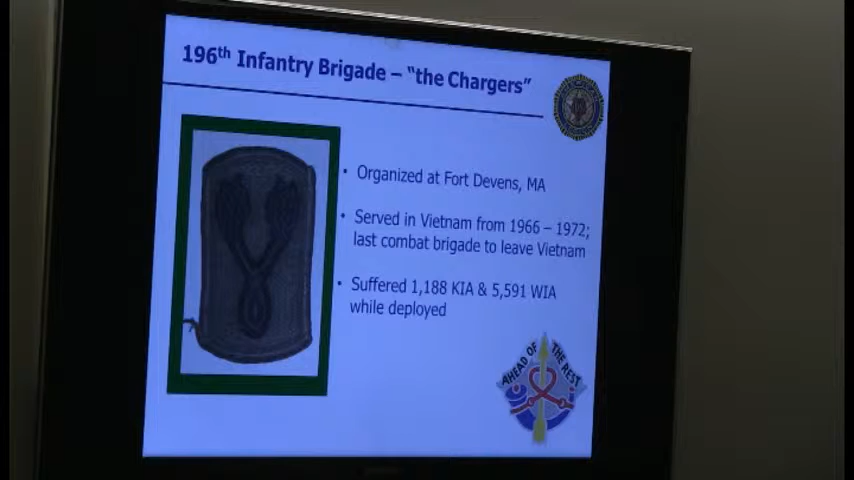 196th Infantry Brigade – “the Chargers”
• Organized at Fort Devens, MA
• Served in Vietnam from 1966 – 1972;
last combat brigade to leave Vietnam
• Suffered 1,188 KIA & 5,591 WIA
while deployed
AHEAD OF THE REST